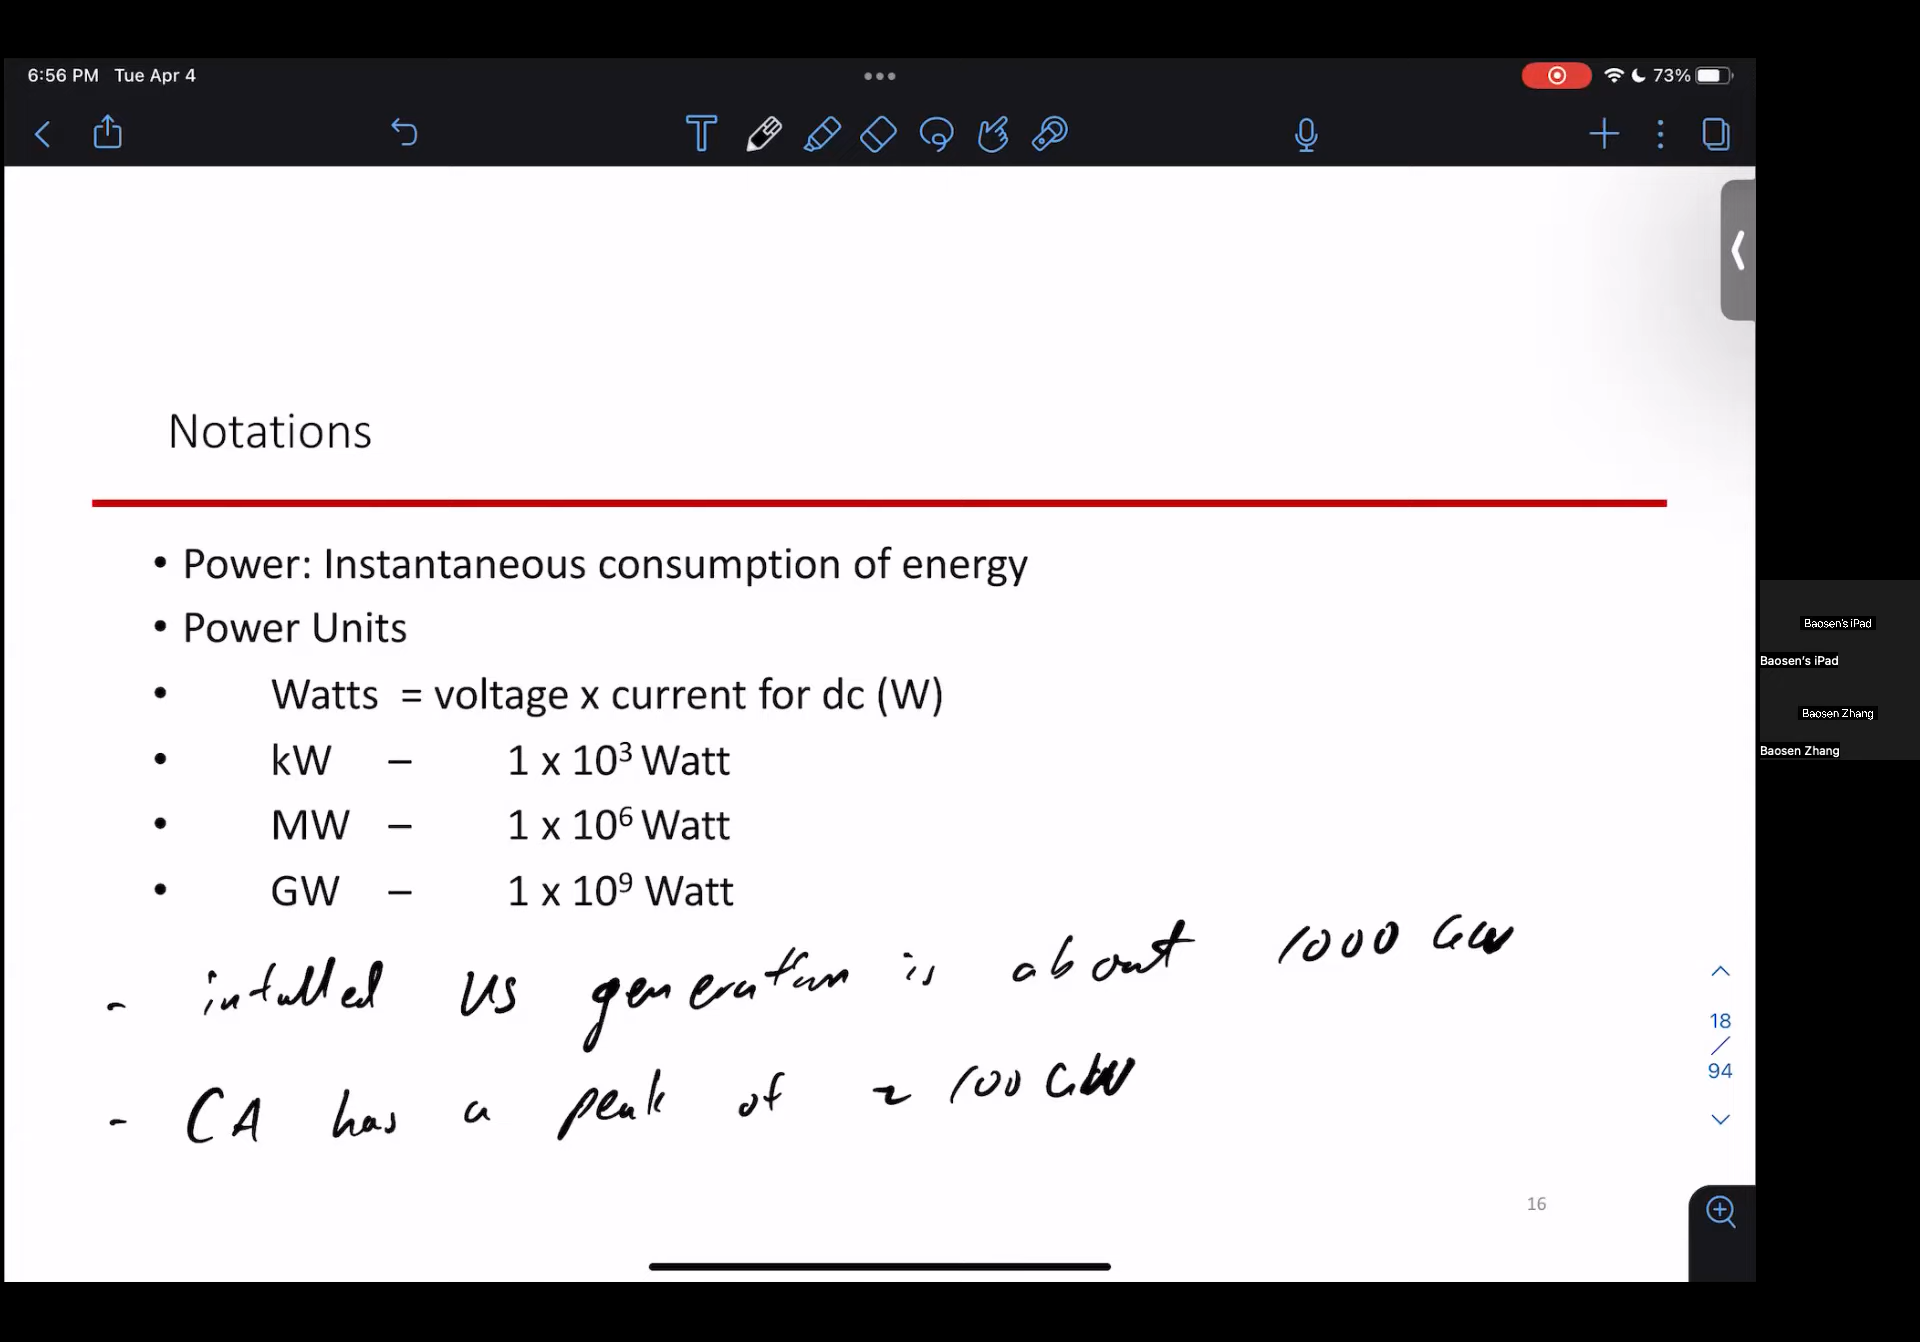 6:56 PM Tue Apr 4
73%
Notations
• Power: Instantaneous consumption of energy
• Power Units
• Watts = voltage x current for dc (W)
• kW – 1 x 10³ Watt
• MW – 1 x 10⁶ Watt
• GW – 1 x 10⁹ Watt
- intalled US generation is about 1000 GW
- CA has a peak of ~ 100 GW
18
/
94
16
Baosen's iPad
Baosen's iPad
Baosen Zhang
Baosen Zhang